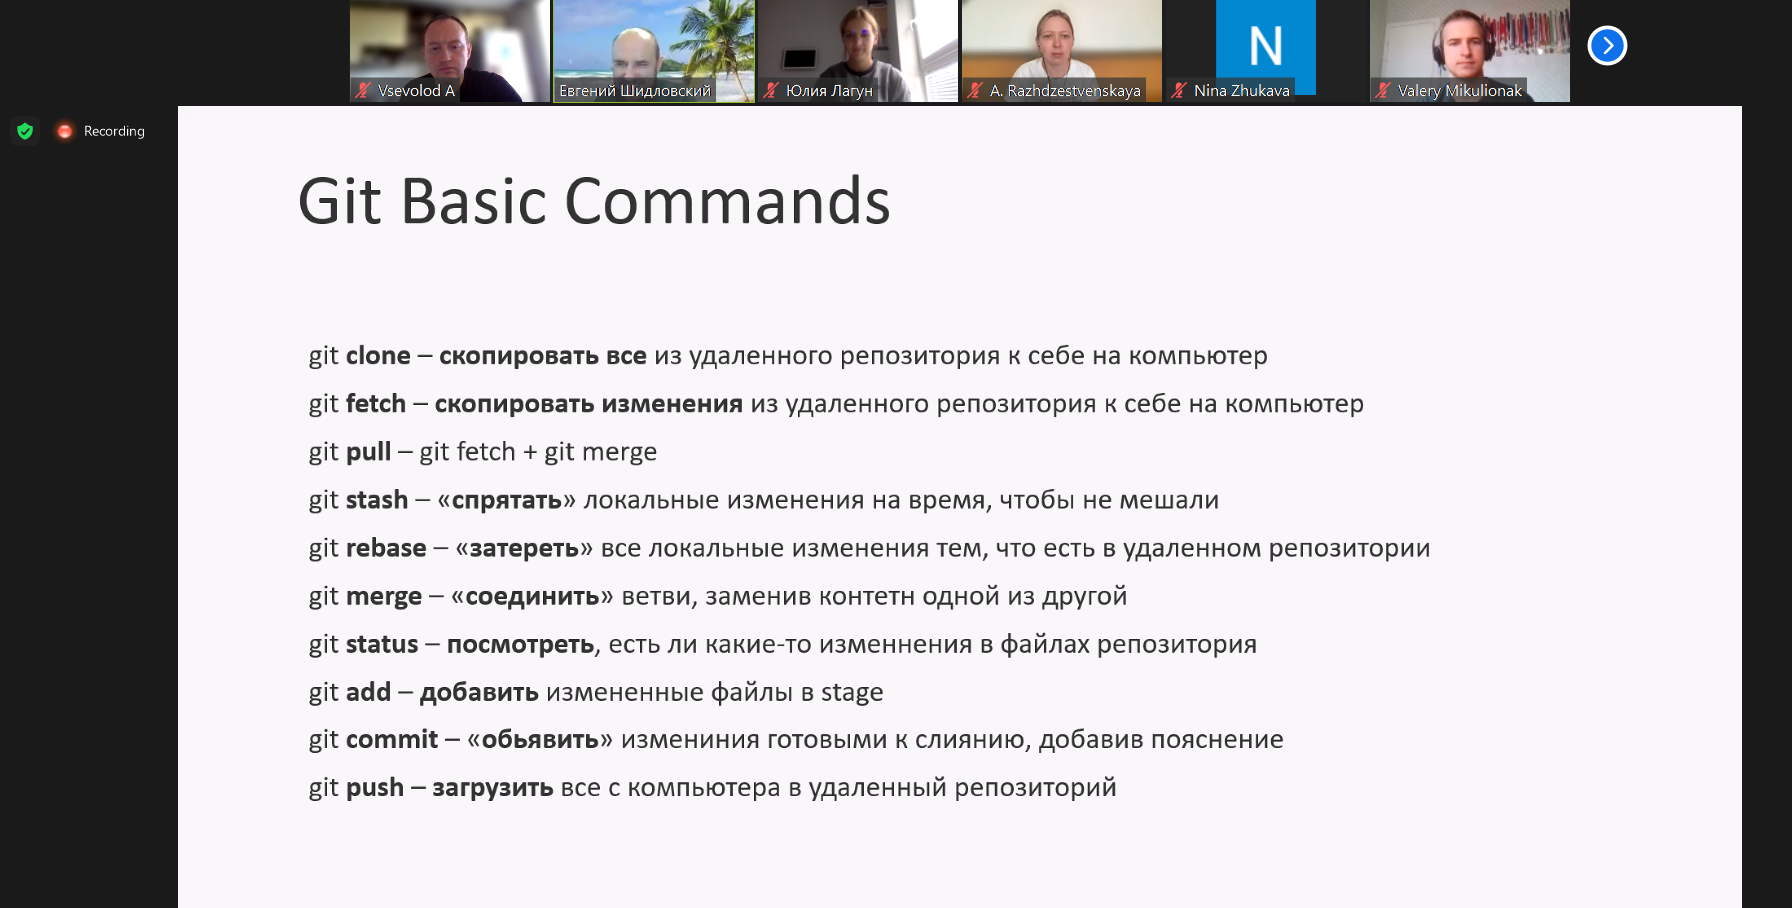 Vsevolod A
Евгений Шидловский
Юлия Лагун
A. Razhdzestvenskaya
N
Nina Zhukava
Valery Mikulionak
Recording
Git Basic Commands
git clone – скопировать все из удаленного репозитория к себе на компьютер
git fetch – скопировать изменения из удаленного репозитория к себе на компьютер
git pull – git fetch + git merge
git stash – «спрятать» локальные изменения на время, чтобы не мешали
git rebase – «затереть» все локальные изменения тем, что есть в удаленном репозитории
git merge – «соединить» ветви, заменив контетн одной из другой
git status – посмотреть, есть ли какие-то изменнения в файлах репозитория
git add – добавить измененные файлы в stage
git commit – «обьявить» измениния готовыми к слиянию, добавив пояснение
git push – загрузить все с компьютера в удаленный репозиторий